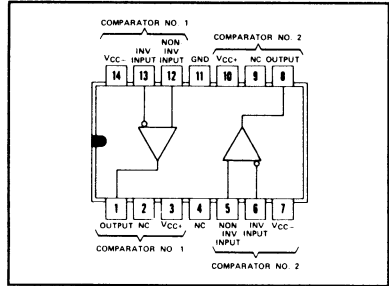 COMPARATOR NO. 1
COMPARATOR NO. 2
VCC-
INV INPUT
NON INV INPUT
GND
VCC+
NC
OUTPUT
14
13
12
11
10
9
8
1
2
3
4
5
6
7
OUTPUT
NC
VCC+
NC
NON INV INPUT
INV INPUT
VCC-
COMPARATOR NO. 1
COMPARATOR NO. 2